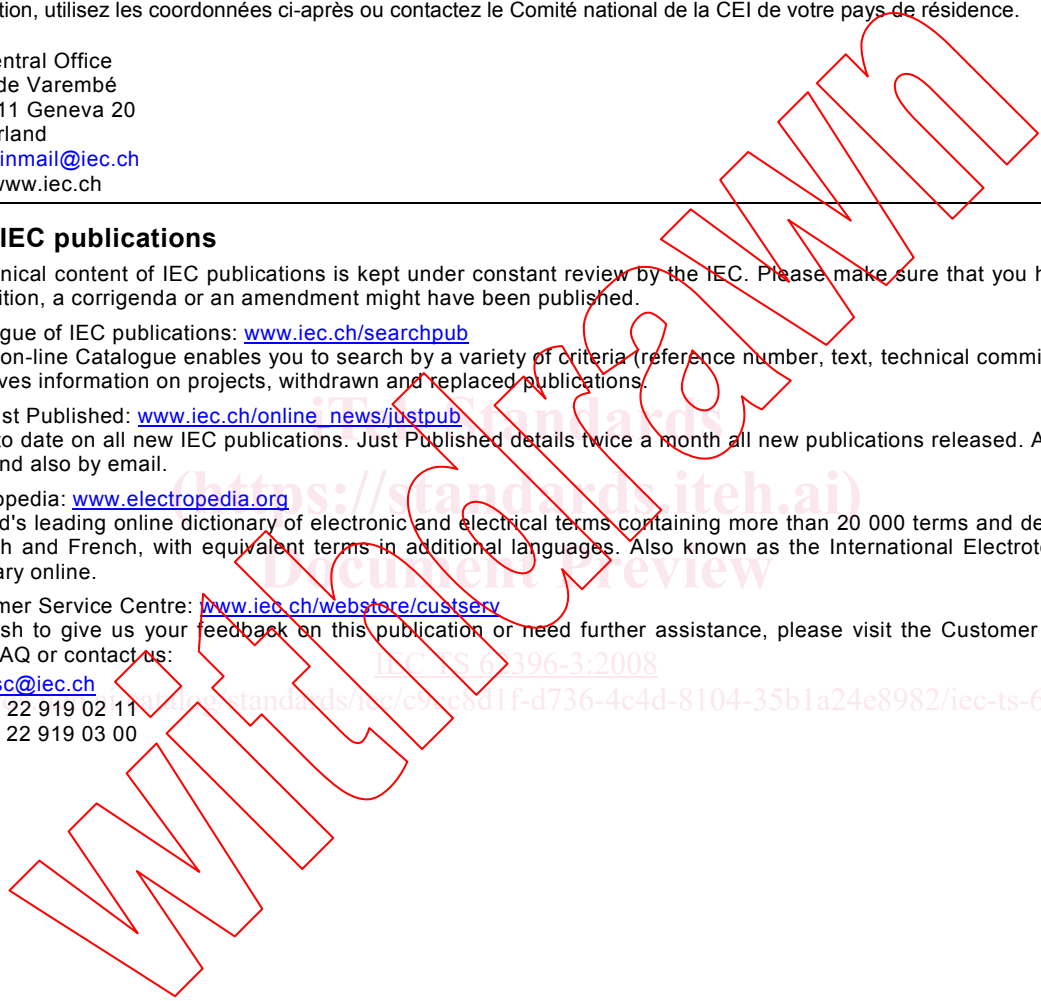 tion, utilisez les coordonnées ci-après ou contactez le Comité national de la CEI de votre pays de résidence.
entral Office
de Varembé
11 Geneva 20
rland
inmail@iec.ch
www.iec.ch
IEC publications
nical content of IEC publications is kept under constant review by the IEC. Please make sure that you h
ition, a corrigenda or an amendment might have been published.
gue of IEC publications: www.iec.ch/searchpub
on-line Catalogue enables you to search by a variety of criteria (reference number, text, technical commi
ves information on projects, withdrawn and replaced publications.
st Published: www.iec.ch/online_news/justpub
to date on all new IEC publications. Just Published details twice a month all new publications released. A
nd also by email.
opedia: www.electropedia.org
d's leading online dictionary of electronic and electrical terms containing more than 20 000 terms and de
h and French, with equivalent terms in additional languages. Also known as the International Electrot
ary online.
mer Service Centre: www.iec.ch/webstore/custserv
sh to give us your feedback on this publication or need further assistance, please visit the Customer
AQ or contact us:
sc@iec.ch
22 919 02 11
22 919 03 00
iTeh Standards
(https://standards.iteh.ai)
Document Preview
IEC TS 62396-3:2008
withdrawn